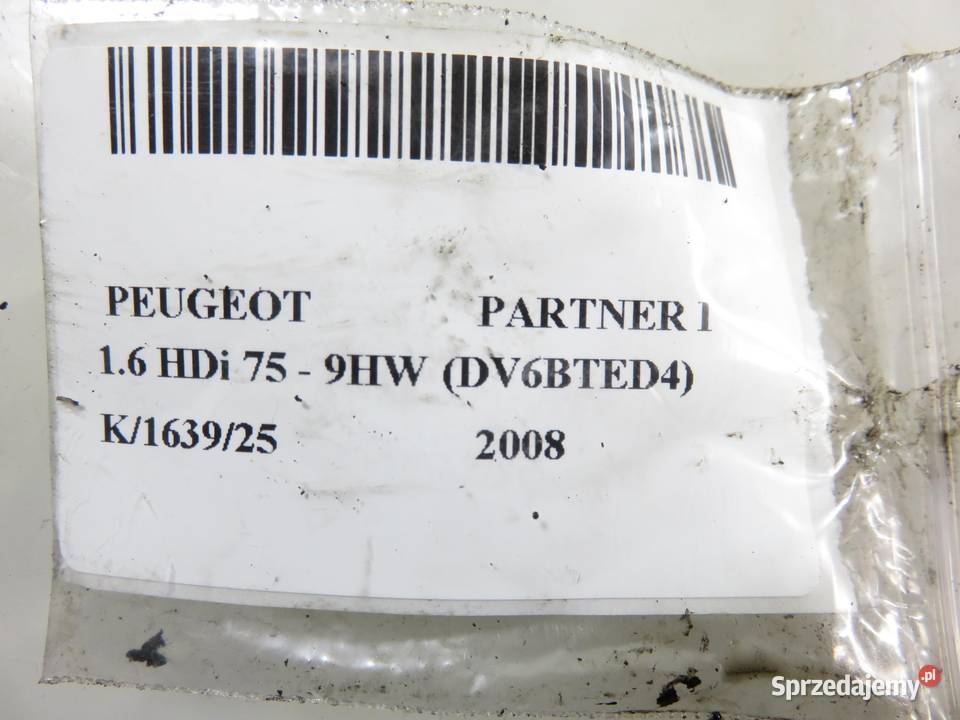 PEUGEOT PARTNER I
1.6 HDi 75 - 9HW (DV6BTED4)
K/1639/25 2008
Sprzedajemy.pl